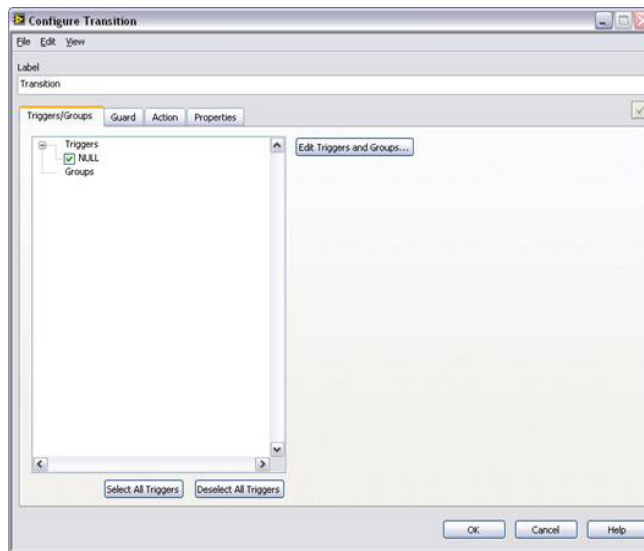 Configure Transition
File Edit View
Label
Transition
Triggers/Groups Guard Action Properties
Triggers
NULL
Groups
Edit Triggers and Groups...
Select All Triggers Deselect All Triggers
OK Cancel Help